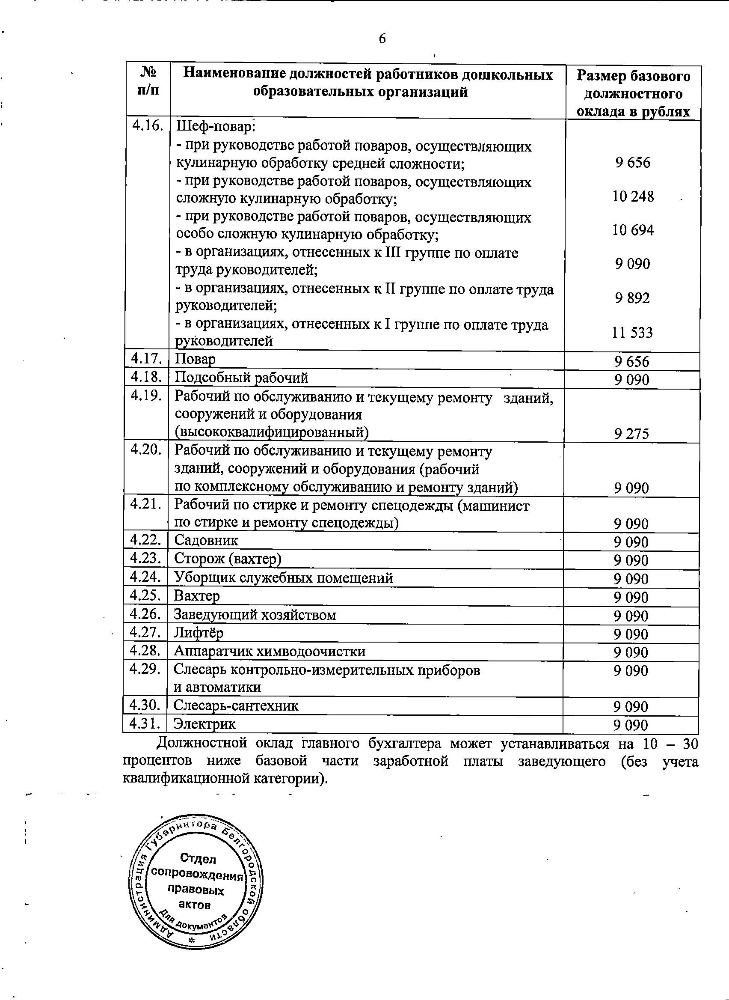 6
№
п/п
Наименование должностей работников дошкольных
образовательных организаций
Размер базового
должностного
оклада в рублях
4.16.
Шеф-повар:
- при руководстве работой поваров, осуществляющих
кулинарную обработку средней сложности;
9 656
- при руководстве работой поваров, осуществляющих
сложную кулинарную обработку;
10 248
- при руководстве работой поваров, осуществляющих
особо сложную кулинарную обработку;
10 694
- в организациях, отнесенных к III группе по оплате
труда руководителей;
9 090
- в организациях, отнесенных к II группе по оплате труда
руководителей;
9 892
- в организациях, отнесенных к I группе по оплате труда
руководителей
11 533
4.17. Повар 9 656
4.18. Подсобный рабочий 9 090
4.19. Рабочий по обслуживанию и текущему ремонту зданий,
сооружений и оборудования
(высококвалифицированный) 9 275
4.20. Рабочий по обслуживанию и текущему ремонту
зданий, сооружений и оборудования (рабочий
по комплексному обслуживанию и ремонту зданий) 9 090
4.21. Рабочий по стирке и ремонту спецодежды (машинист
по стирке и ремонту спецодежды) 9 090
4.22. Садовник 9 090
4.23. Сторож (вахтер) 9 090
4.24. Уборщик служебных помещений 9 090
4.25. Вахтер 9 090
4.26. Заведующий хозяйством 9 090
4.27. Лифтёр 9 090
4.28. Аппаратчик химводоочистки 9 090
4.29. Слесарь контрольно-измерительных приборов 9 090
и автоматики
4.30. Слесарь-сантехник 9 090
4.31. Электрик 9 090
Должностной оклад главного бухгалтера может устанавливаться на 10 – 30
процентов ниже базовой части заработной платы заведующего (без учета
квалификационной категории).
Администрация Губернатора Белгородской области
Отдел
сопровождения
правовых
актов
Для документов